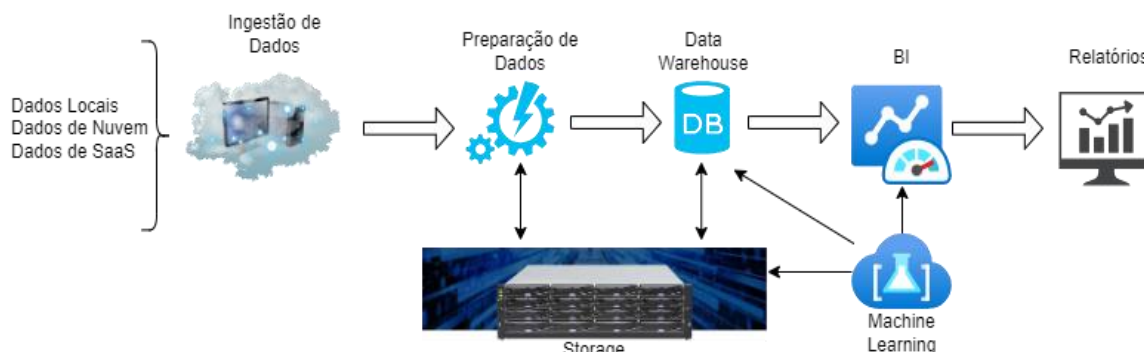 Ingestão de
Dados
Preparação de
Dados
Data
Warehouse
BI
Relatórios
Dados Locais
Dados de Nuvem
Dados de SaaS
DB
Storage
Machine
Learning